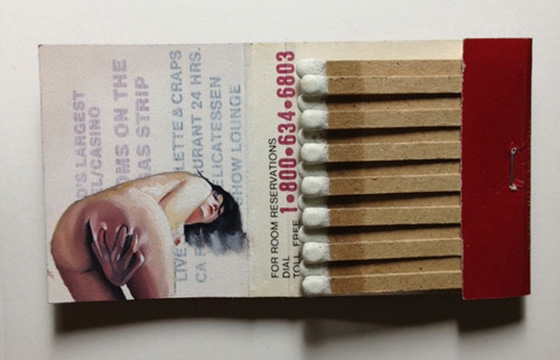 D'S LARGEST
EL/CASINO
OMS ON THE
AS STRIP
LIVE LETTE & CRAPS
CA F URANT 24 HRS.
ELICATESSEN
SHOW LOUNGE
FOR ROOM RESERVATIONS
DIAL
TOLL FREE 1•800•634•6803